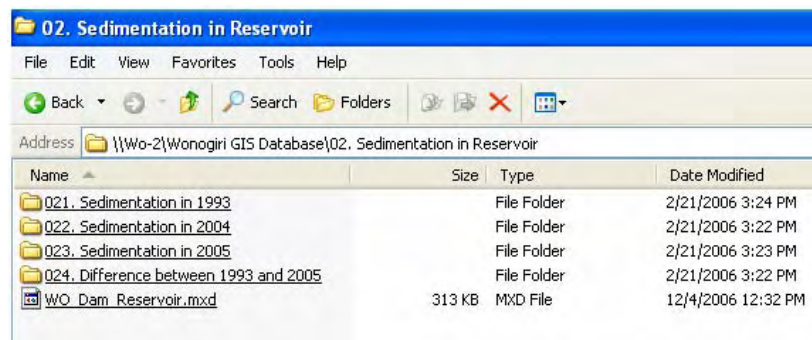 02. Sedimentation in Reservoir
File Edit View Favorites Tools Help
Back Search Folders
Address \\Wo-2\Wonogiri GIS Database\02. Sedimentation in Reservoir
Name Size Type Date Modified
021. Sedimentation in 1993 File Folder 2/21/2006 3:24 PM
022. Sedimentation in 2004 File Folder 2/21/2006 3:22 PM
023. Sedimentation in 2005 File Folder 2/21/2006 3:23 PM
024. Difference between 1993 and 2005 File Folder 2/21/2006 3:22 PM
WO_Dam_Reservoir.mxd 313 KB MXD File 12/4/2006 12:32 PM